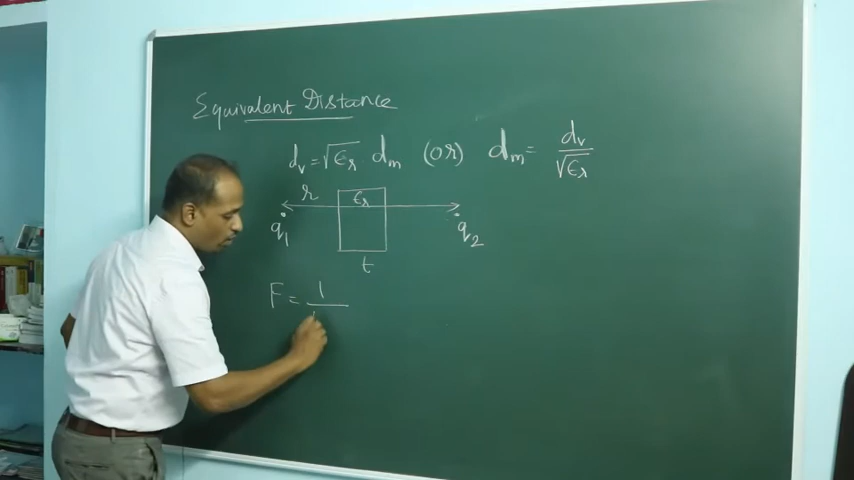 Equivalent Distance
dᵥ = √εᵣ dₘ (or) dₘ = dᵥ / √εᵣ
r εᵣ
q₁ q₂
t
F = 1